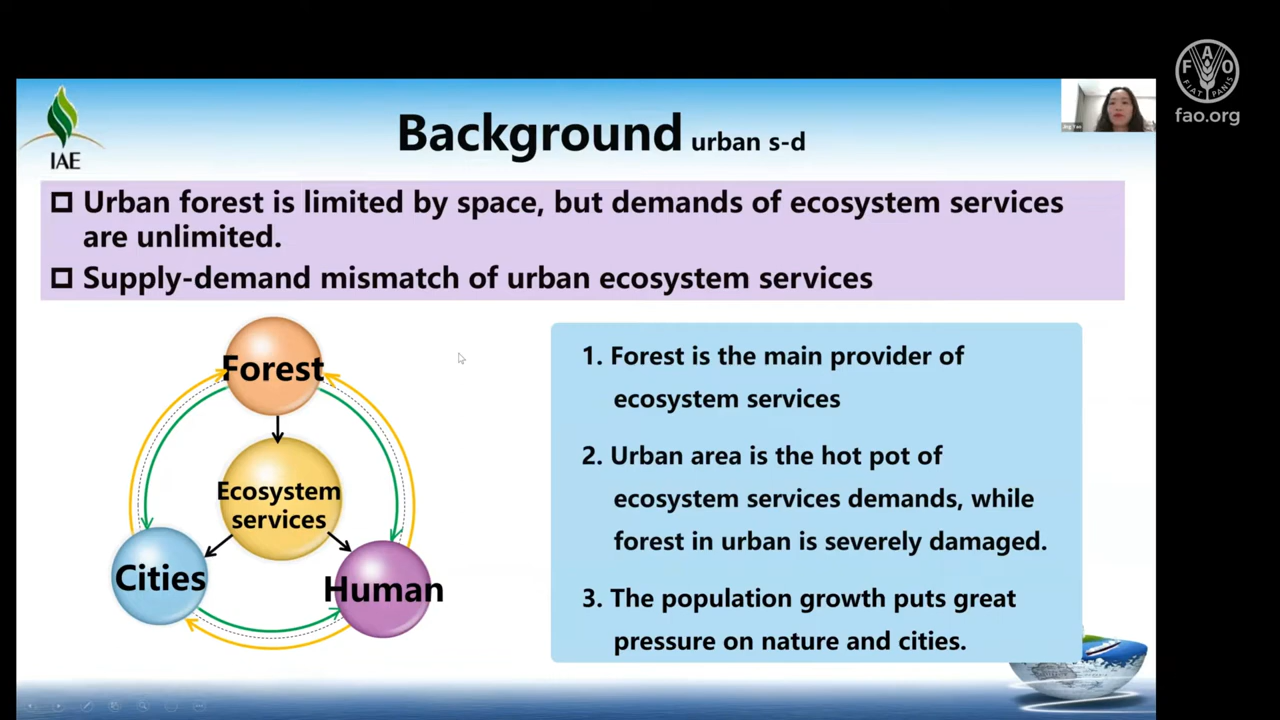 FAO
FIAT PANIS
fao.org
IAE
Background urban s-d
Urban forest is limited by space, but demands of ecosystem services
are unlimited.
Supply-demand mismatch of urban ecosystem services
Forest
Ecosystem
services
Cities
Human
1. Forest is the main provider of
ecosystem services
2. Urban area is the hot pot of
ecosystem services demands, while
forest in urban is severely damaged.
3. The population growth puts great
pressure on nature and cities.